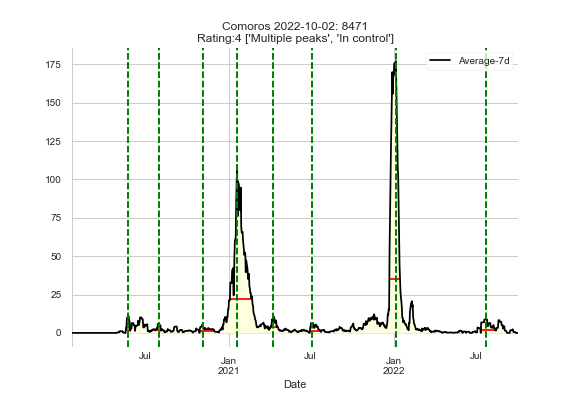 Comoros 2022-10-02: 8471
Rating:4 ['Multiple peaks', 'In control']
Average-7d
175
150
125
100
75
50
25
0
Jul
Jan
2021
Jul
Jan
2022
Jul
Date